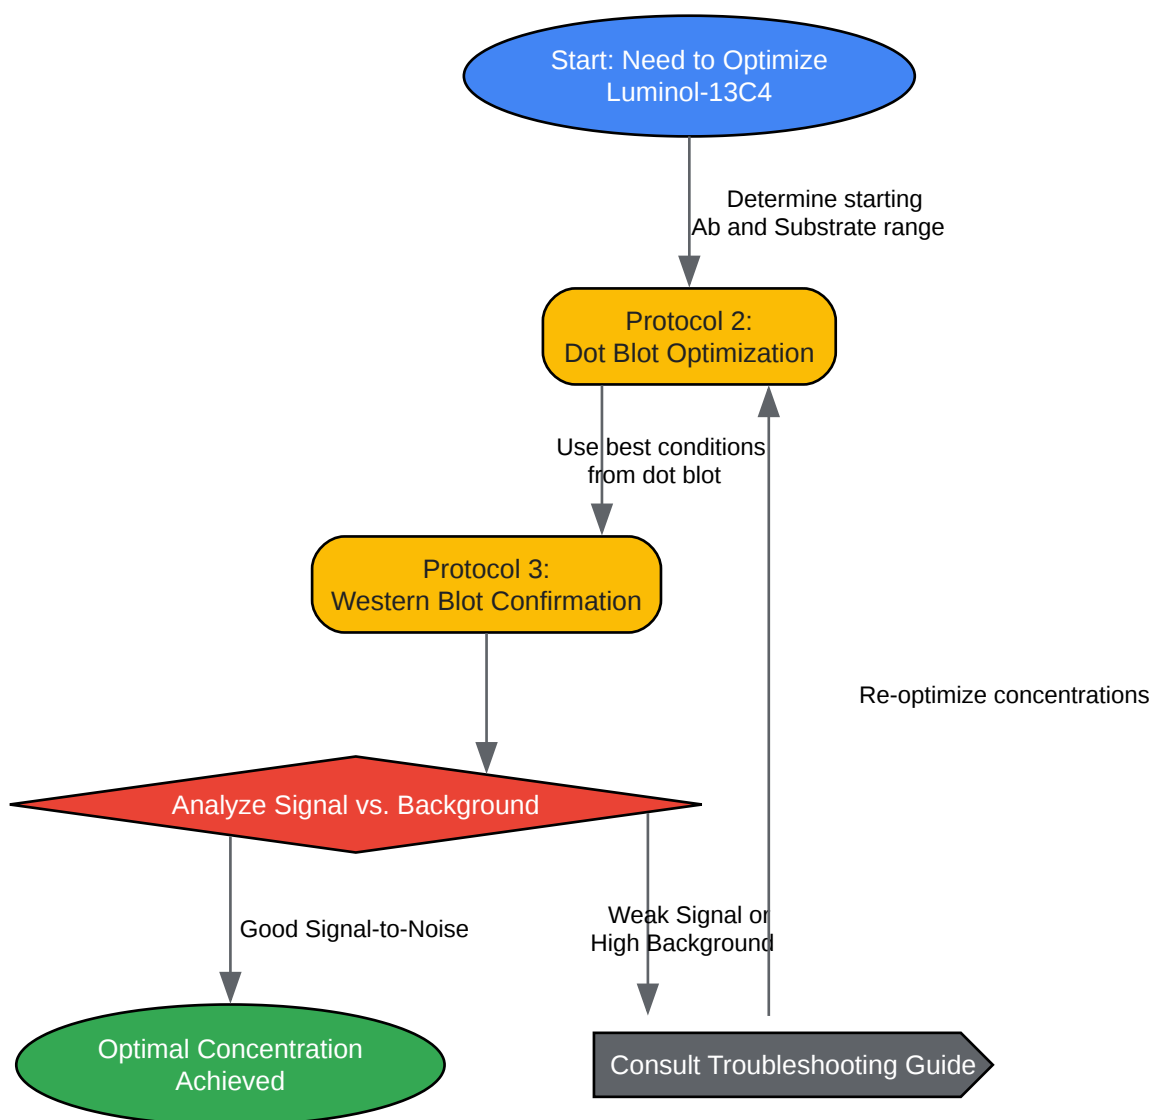 Start: Need to Optimize
Luminol-13C4
Determine starting
Ab and Substrate range
Protocol 2:
Dot Blot Optimization
Use best conditions
from dot blot
Protocol 3:
Western Blot Confirmation
Re-optimize concentrations
Analyze Signal vs. Background
Good Signal-to-Noise
Weak Signal or
High Background
Optimal Concentration
Achieved
Consult Troubleshooting Guide